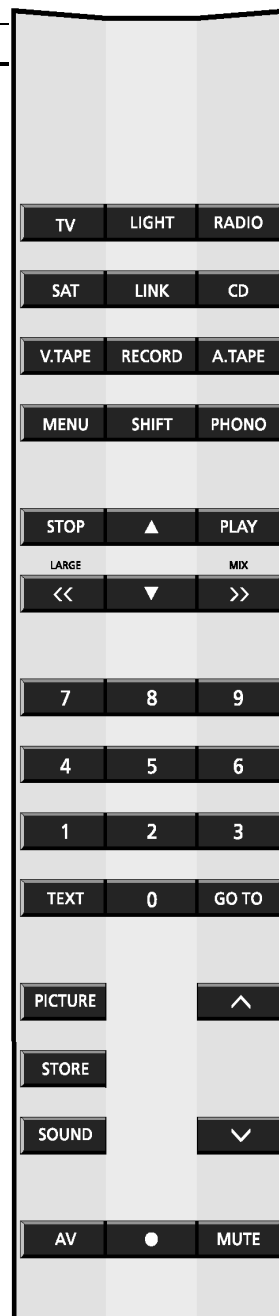 TV LIGHT RADIO
SAT LINK CD
V.TAPE RECORD A.TAPE
MENU SHIFT PHONO
STOP ▲ PLAY
LARGE MIX
<< ▼ >>
7 8 9
4 5 6
1 2 3
TEXT 0 GO TO
PICTURE
STORE
SOUND
AV ● MUTE